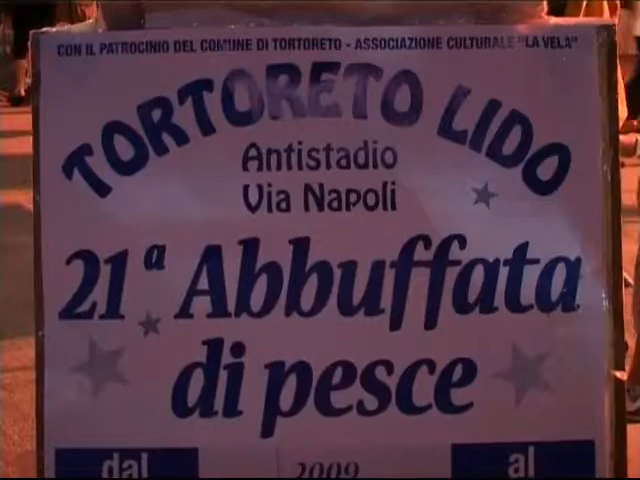 CON IL PATROCINIO DEL COMUNE DI TORTORETO - ASSOCIAZIONE CULTURALE "LA VELA"
TORTORETO LIDO
Antistadio
Via Napoli
21ª Abbuffata
di pesce
dal 2009 al